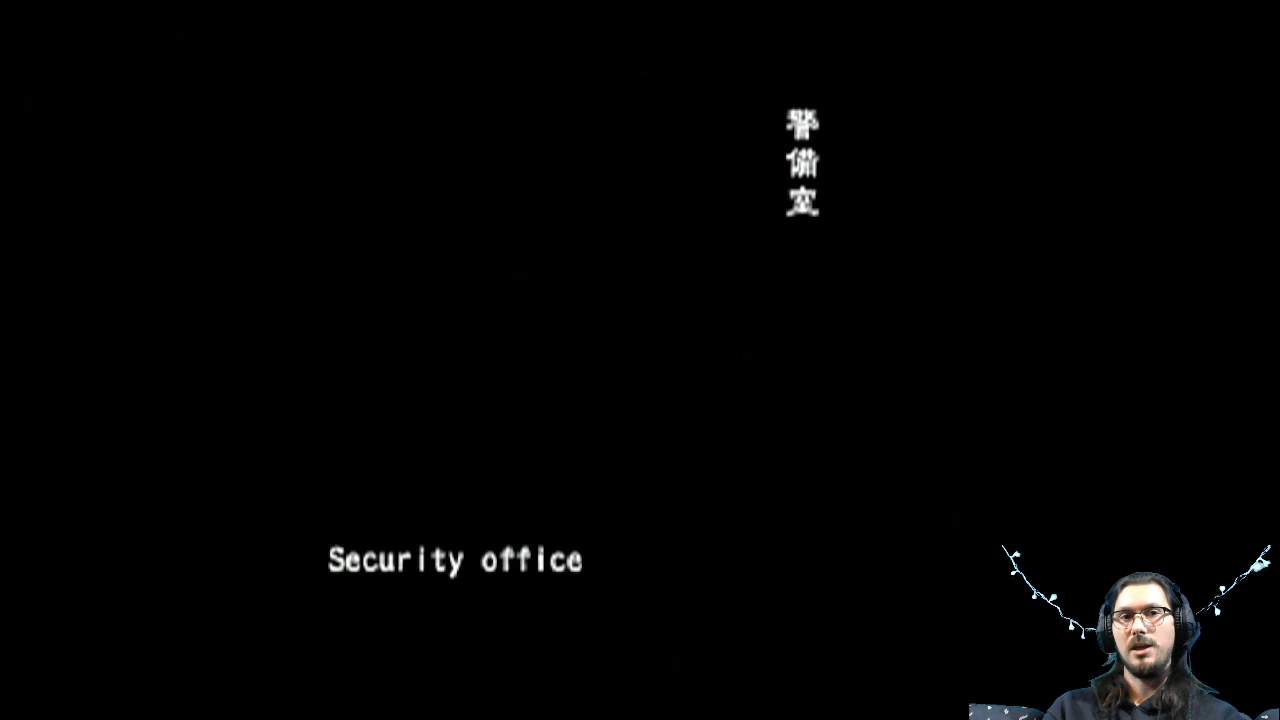 警備室
Security office